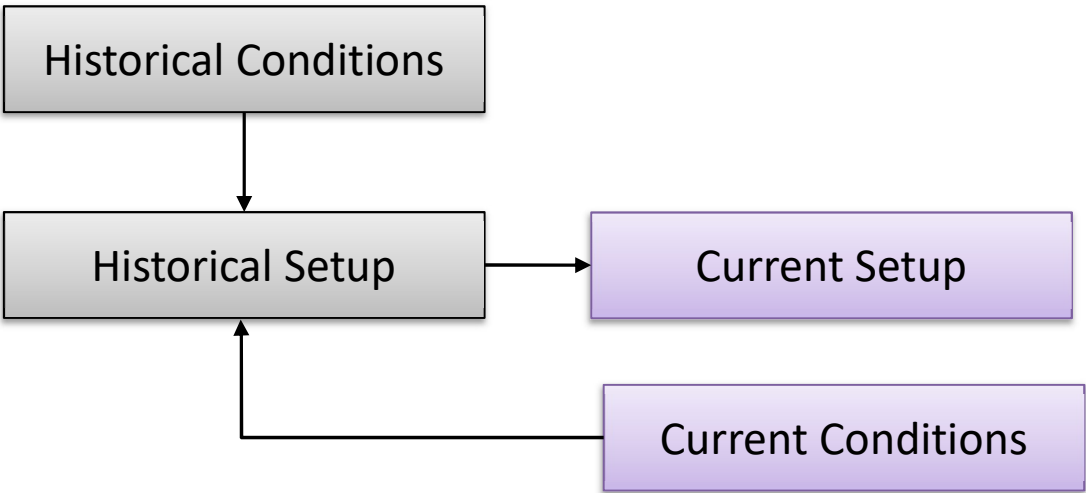 Historical Conditions
Historical Setup
Current Setup
Current Conditions